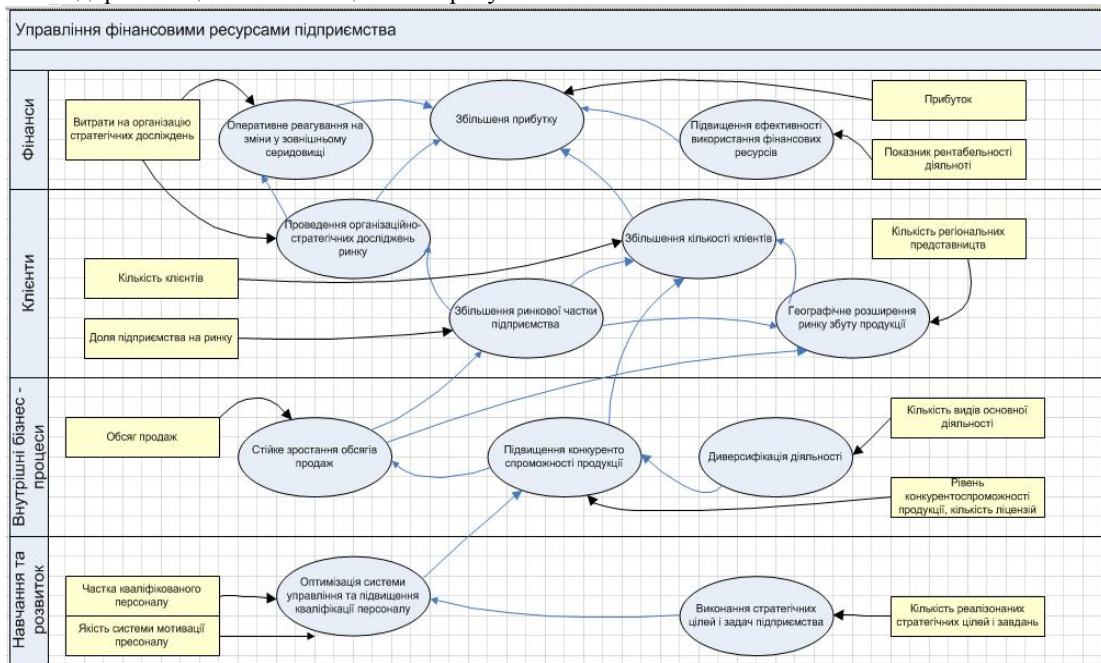 Управління фінансовими ресурсами підприємства
Фінанси
Витрати на організацію
стратегічних досліждень
Оперативне реагування на
зміни у зовнішньому
серидовищі
Збільшеня прибутку
Підвищення єфективності
використання фінансових
ресурсів
Прибуток
Показник рентабельності
діяльноті
Клієнти
Проведення організаційно-
стратегічних досліджень
ринку
Збільшення кількості клієнтів
Кількість регіональних
представництв
Кількість клієнтів
Збільшення ринкової частки
підприємства
Географічне розширення
ринку збуту продукції
Доля підприємства на ринку
Внутрішні бізнес -
процеси
Обсяг продаж
Стійке зростання обсягів
продаж
Підвищення конкуренто
спроможності продукції
Диверсифікація діяльності
Кількість видів основної
діяльності
Рівень
конкурентоспроможності
продукції, кількість ліцензій
Навчання та
розвиток
Частка кваліфікованого
персоналу
Якість системи мотивації
пресоналу
Оптимізація системи
управління та підвищення
кваліфікації персоналу
Виконання стратегічних
цілей і задач підприємства
Кількість реалізонаних
стратегічних цілей і завдань